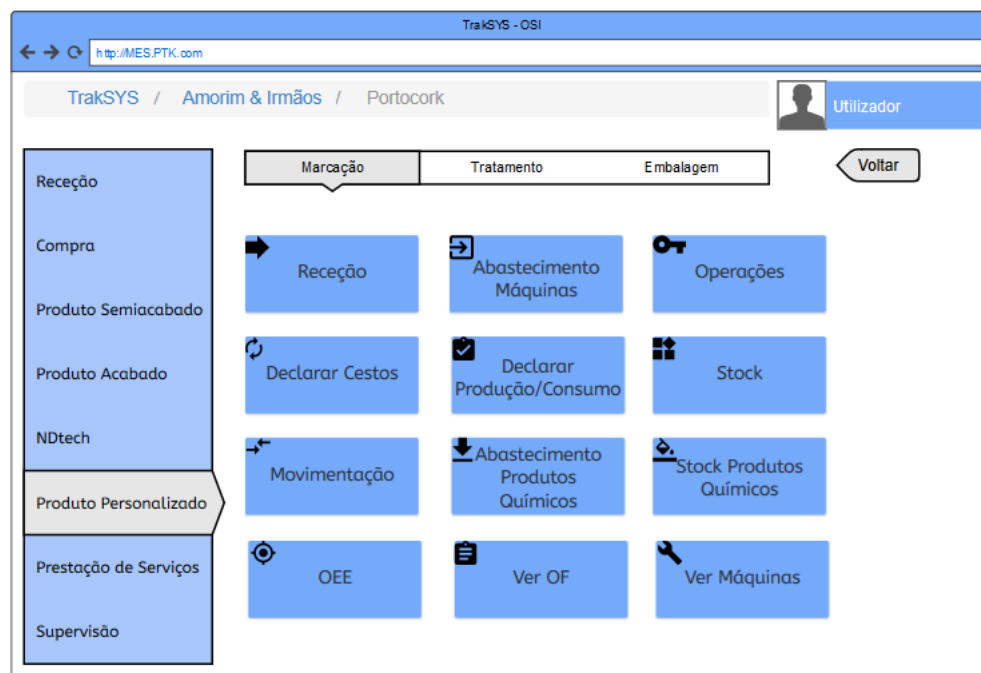 TrakSYS - OSI
http://MES.PTK.com
TrakSYS / Amorim & Irmãos / Portocork
Utilizador
Marcação Tratamento Embalagem
Voltar
Receção
Compra
Produto Semiacabado
Produto Acabado
NDtech
Produto Personalizado
Prestação de Serviços
Supervisão
Receção
Abastecimento
Máquinas
Operações
Declarar Cestos
Declarar
Produção/Consumo
Stock
Movimentação
Abastecimento
Produtos
Químicos
Stock Produtos
Químicos
OEE
Ver OF
Ver Máquinas